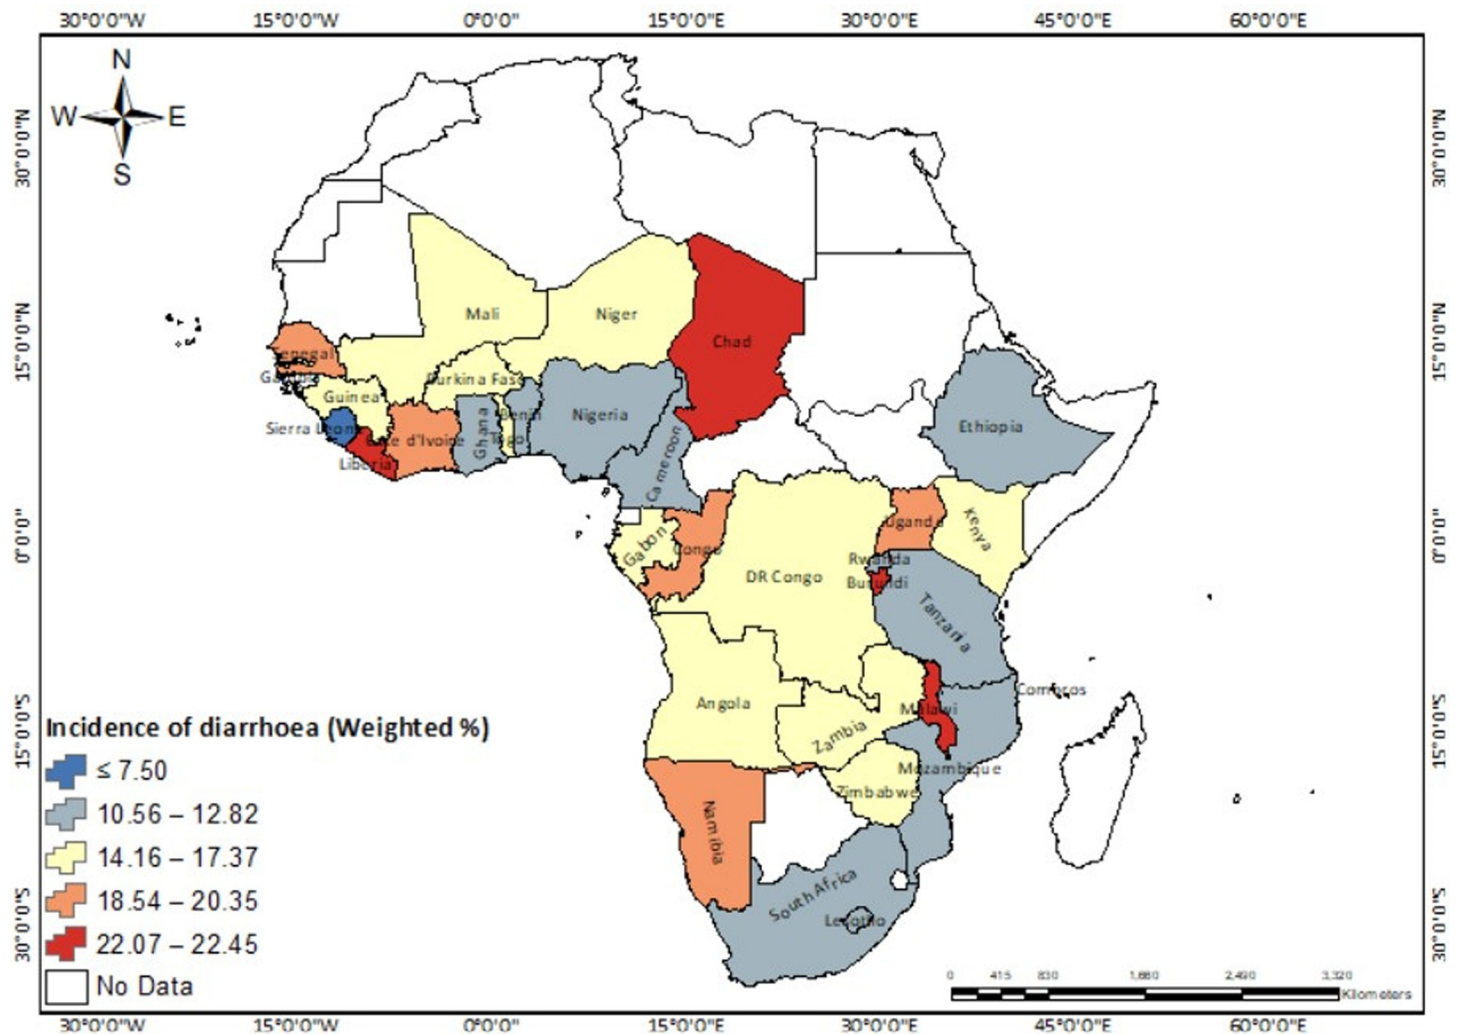 30°0'0"W 15°0'0"W 0°0'0" 15°0'0"E 30°0'0"E 45°0'0"E 60°0'0"E
N
W E
S
30°0'0"N 30°0'0"N
15°0'0"N 15°0'0"N
0°0'0" 0°0'0"
15°0'0"S 15°0'0"S
30°0'0"S 30°0'0"S
Mali
Niger
Chad
Senegal
Burkina Faso
Guinea
Benin
Nigeria
Ghana
Togo
Sierra Leone
Cote d'Ivoire
Liberia
Cameroon
Ethiopia
Uganda
Kenya
Gabon
Congo
Rwanda
DR Congo
Burundi
Tanzania
Comoros
Angola
Malawi
Zambia
Mozambique
Zimbabwe
Namibia
South Africa
Lesotho
Incidence of diarrhoea (Weighted %)
≤ 7.50
10.56 – 12.82
14.16 – 17.37
18.54 – 20.35
22.07 – 22.45
No Data
0 415 830 1,660 2,490 3,320
Kilometers
30°0'0"W 15°0'0"W 0°0'0" 15°0'0"E 30°0'0"E 45°0'0"E 60°0'0"E